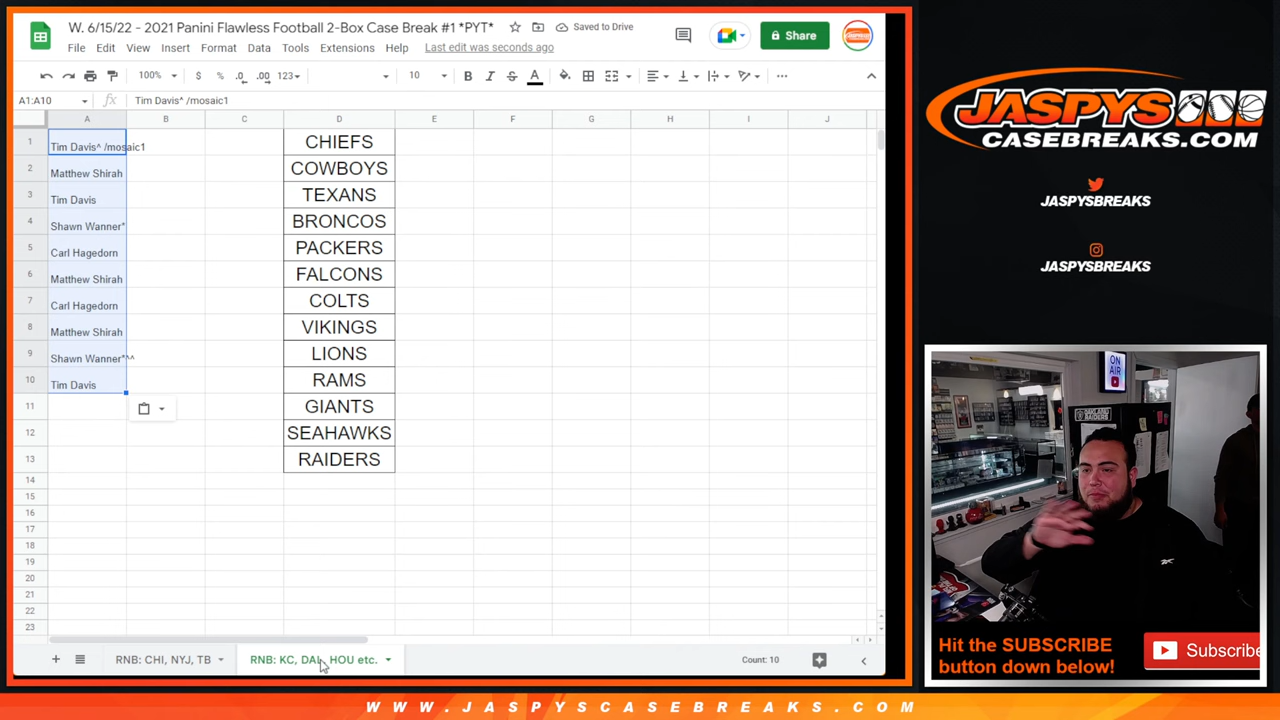 W. 6/15/22 - 2021 Panini Flawless Football 2-Box Case Break #1 *PYT*
Saved to Drive
Share
File Edit View Insert Format Data Tools Extensions Help Last edit was seconds ago
100% $ % .0 .00 123 10 B I S A
A1:A10 fx Tim Davis^ /mosaic1
A B C D E F G H I J
1 Tim Davis^ /mosaic1 CHIEFS
2 Matthew Shirah COWBOYS
3 Tim Davis TEXANS
4 Shawn Wanner* BRONCOS
5 Carl Hagedorn PACKERS
6 Matthew Shirah FALCONS
7 Carl Hagedorn COLTS
8 Matthew Shirah VIKINGS
9 Shawn Wanner*^^ LIONS
10 Tim Davis RAMS
11 GIANTS
12 SEAHAWKS
13 RAIDERS
14
15
16
17
18
19
20
21
22
23
RNB: CHI, NYJ, TB RNB: KC, DAL, HOU etc. Count: 10
JASPYS
CASEBREAKS.COM
JASPYSBREAKS
JASPYSBREAKS
ON
AIR
OAKLAND
RAIDERS
Hit the SUBSCRIBE
button down below!
Subscribe
WWW.JASPYSCASEBREAKS.COM